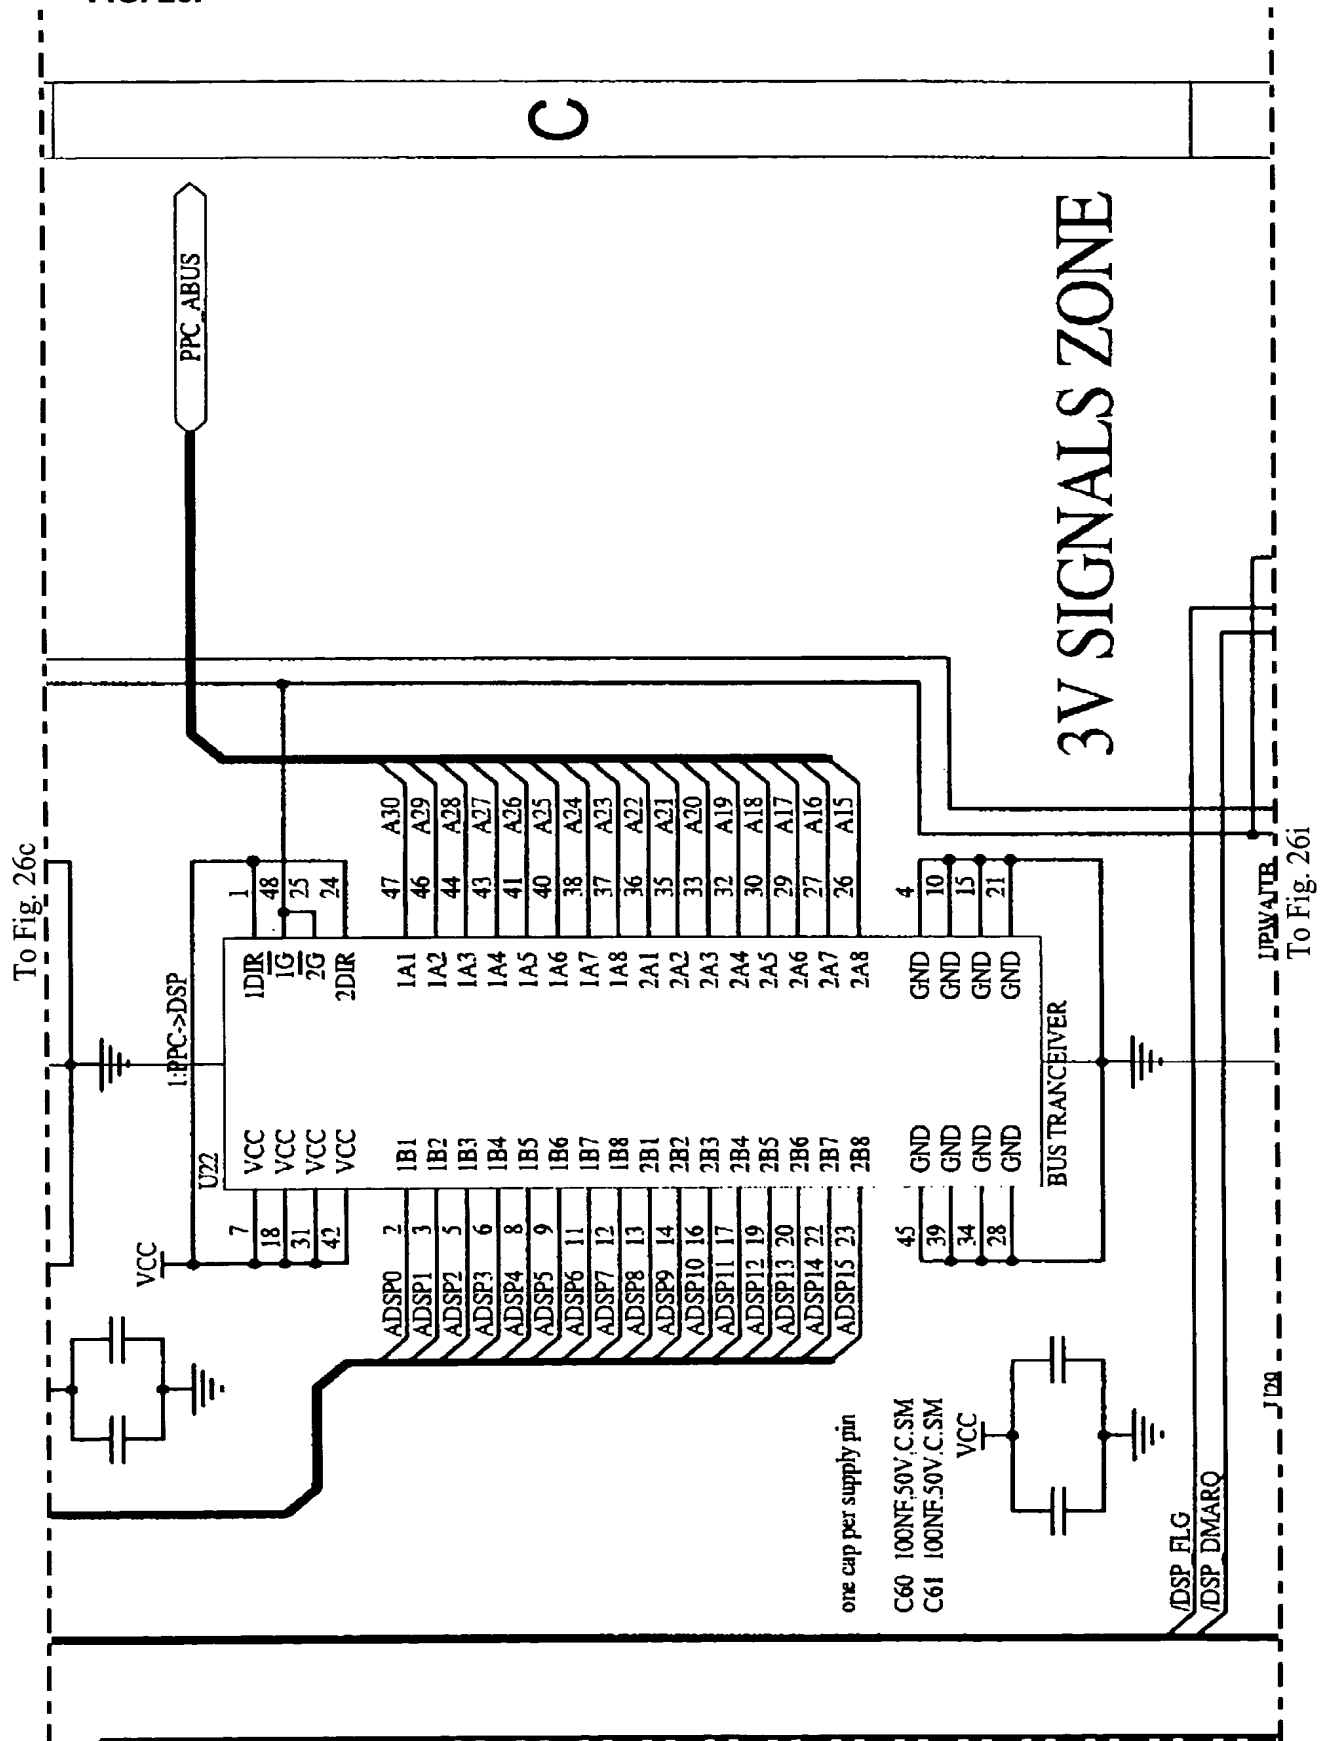 To Fig. 26c
C
PPC_ABUS
3V SIGNALS ZONE
1:PPC->DSP
U22
VCC
1 1DIR
48 1G
25 2G
24 2DIR
7 VCC
18 VCC
31 VCC
42 VCC
ADSP0 2 1B1 1A1 47 A30
ADSP1 3 1B2 1A2 46 A29
ADSP2 5 1B3 1A3 44 A28
ADSP3 6 1B4 1A4 43 A27
ADSP4 8 1B5 1A5 41 A26
ADSP5 9 1B6 1A6 40 A25
ADSP6 11 1B7 1A7 38 A24
ADSP7 12 1B8 1A8 37 A23
ADSP8 13 2B1 2A1 36 A22
ADSP9 14 2B2 2A2 35 A21
ADSP10 16 2B3 2A3 33 A20
ADSP11 17 2B4 2A4 32 A19
ADSP12 19 2B5 2A5 30 A18
ADSP13 20 2B6 2A6 29 A17
ADSP14 22 2B7 2A7 27 A16
ADSP15 23 2B8 2A8 26 A15
45 GND GND 4
39 GND GND 10
34 GND GND 15
28 GND GND 21
BUS TRANCEIVER
one cap per supply pin
C60 100NF.50V.C.SM
C61 100NF.50V.C.SM
VCC
/DSP_FLG
/DSP_DMARQ
U29
To Fig. 26i